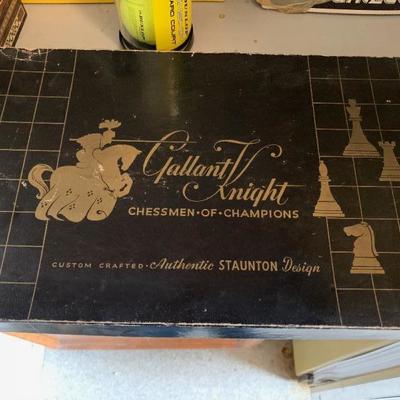 Gallant Knight
CHESSMEN • OF • CHAMPIONS
CUSTOM CRAFTED • Authentic STAUNTON Design